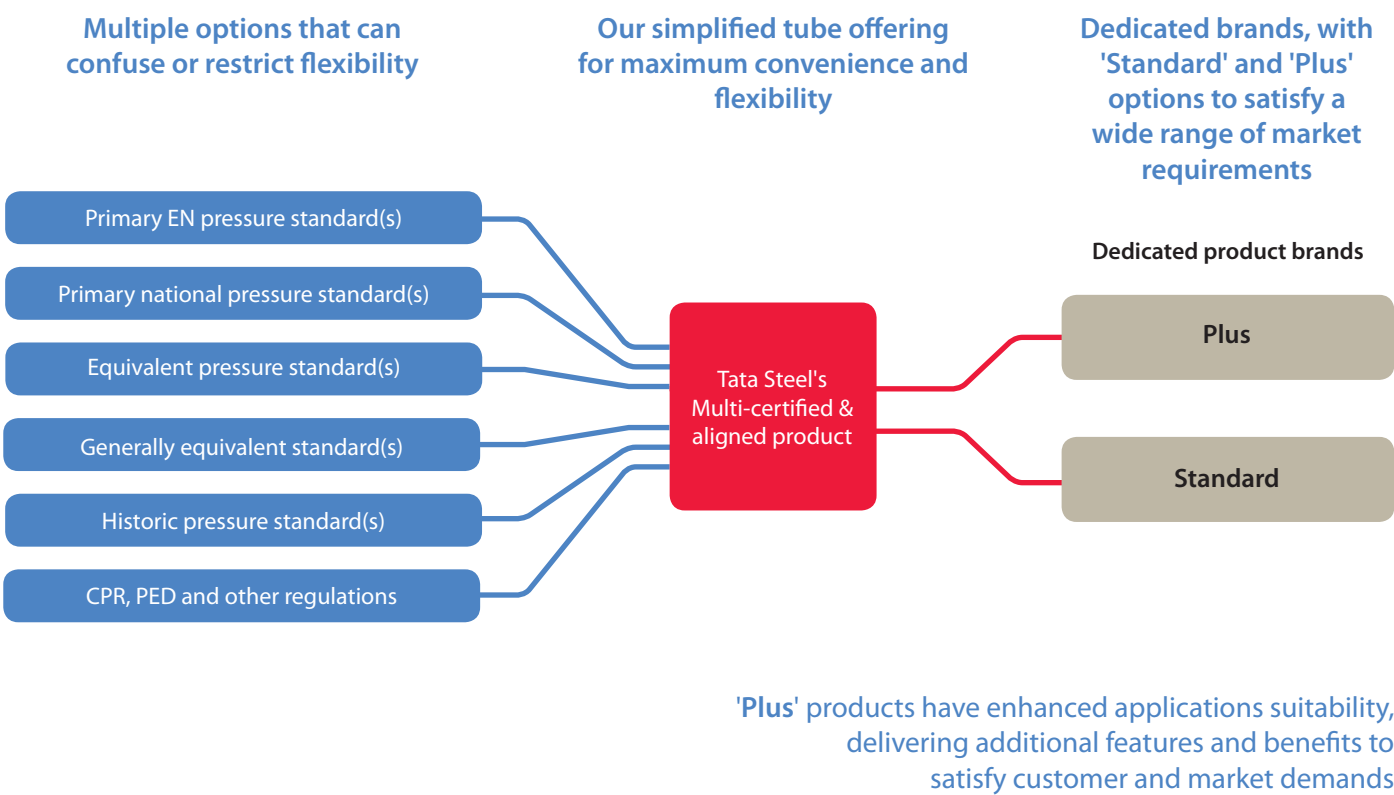 Multiple options that can
confuse or restrict flexibility
Our simplified tube offering
for maximum convenience and
flexibility
Dedicated brands, with
'Standard' and 'Plus'
options to satisfy a
wide range of market
requirements
Primary EN pressure standard(s)
Primary national pressure standard(s)
Equivalent pressure standard(s)
Generally equivalent standard(s)
Historic pressure standard(s)
CPR, PED and other regulations
Tata Steel's
Multi-certified &
aligned product
Dedicated product brands
Plus
Standard
'Plus' products have enhanced applications suitability,
delivering additional features and benefits to
satisfy customer and market demands